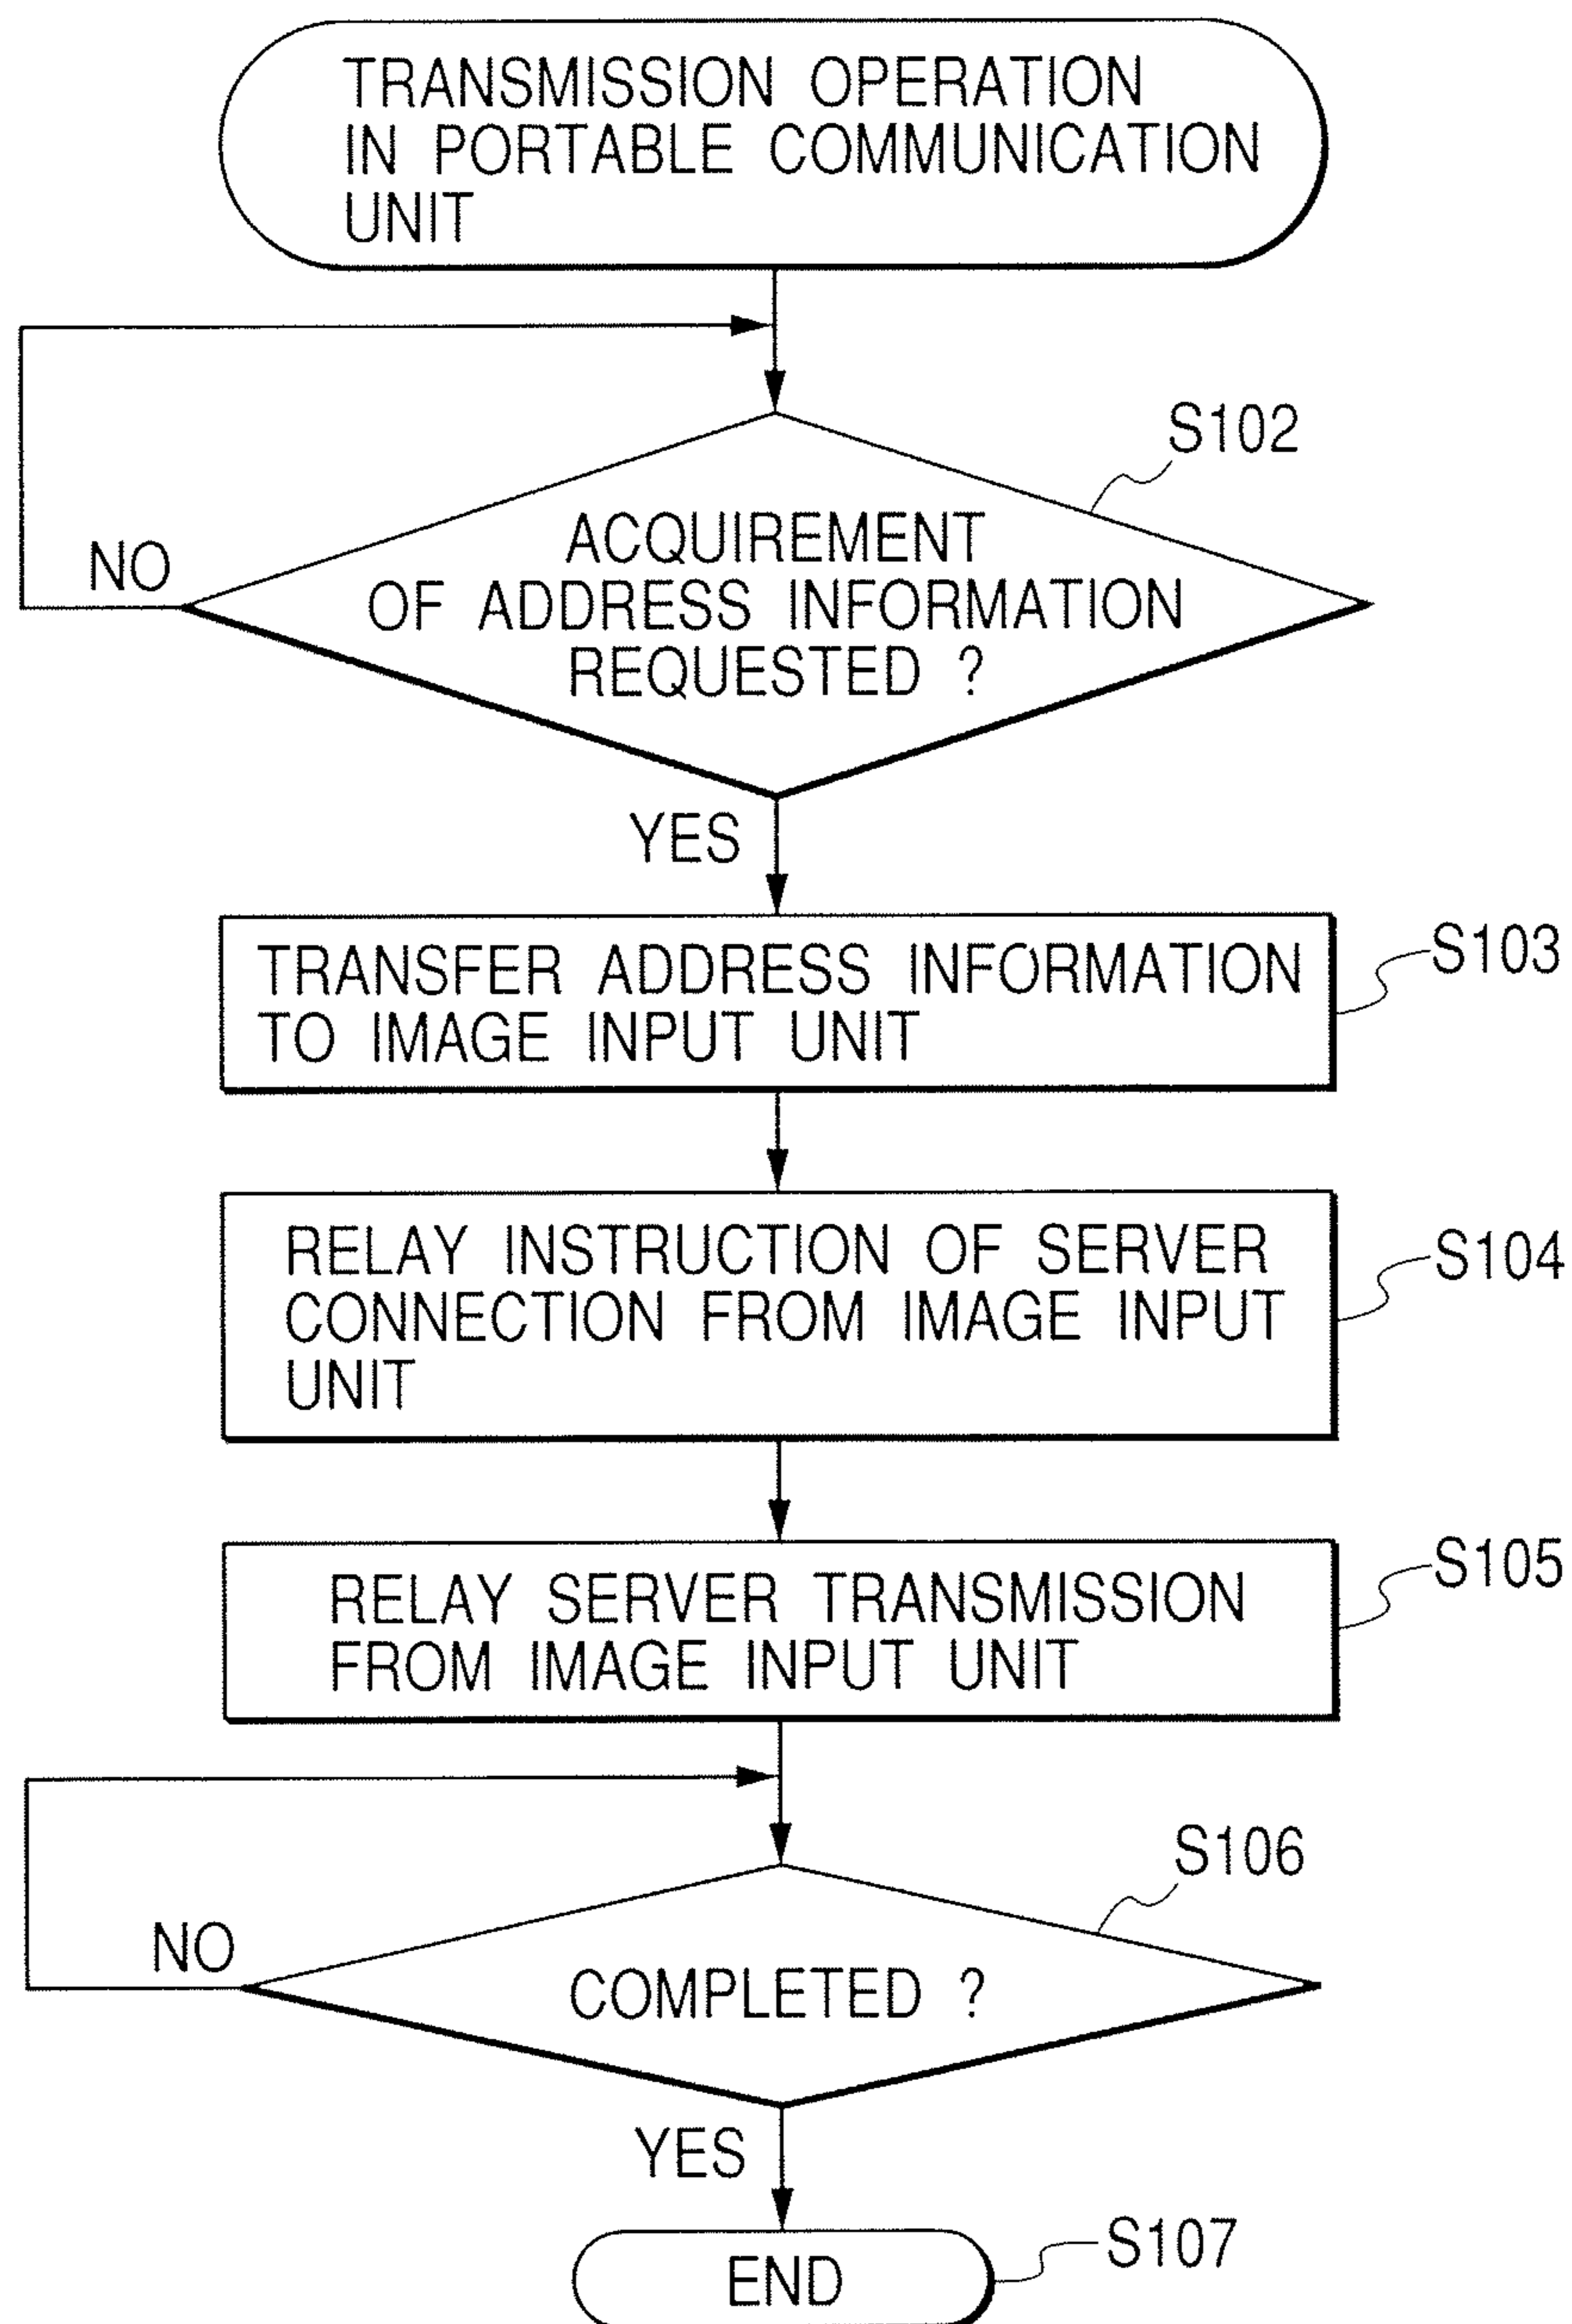 TRANSMISSION OPERATION
IN PORTABLE COMMUNICATION
UNIT
S102
ACQUIREMENT
OF ADDRESS INFORMATION
REQUESTED ?
NO
YES
S103
TRANSFER ADDRESS INFORMATION
TO IMAGE INPUT UNIT
S104
RELAY INSTRUCTION OF SERVER
CONNECTION FROM IMAGE INPUT
UNIT
S105
RELAY SERVER TRANSMISSION
FROM IMAGE INPUT UNIT
S106
NO
COMPLETED ?
YES
S107
END